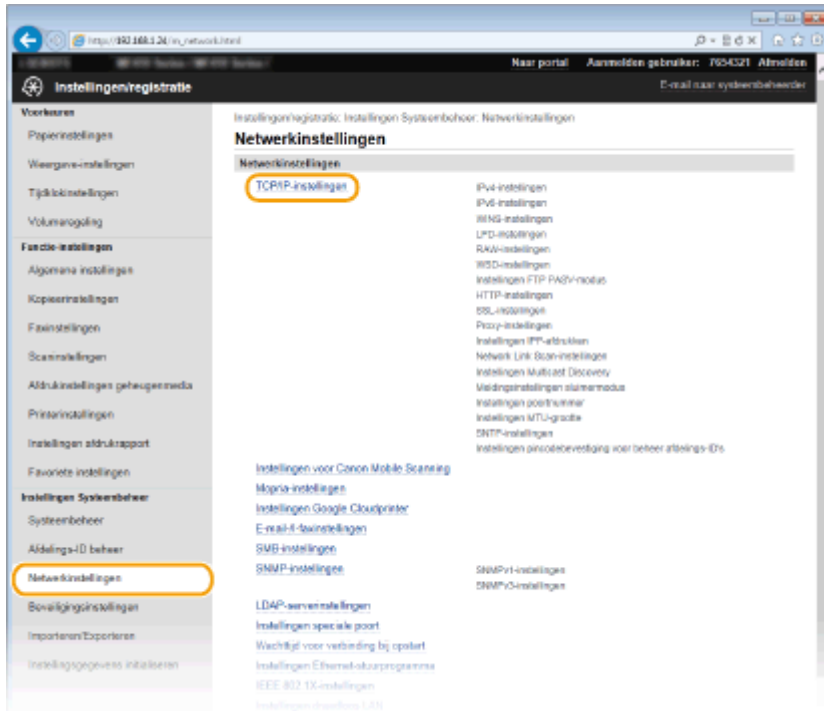 http://192.168.1.24/m_network.html
Naar portal Aanmelden gebruiker: 7654321 Afmelden
Instellingen/registratie
E-mail naar systeembeheerder
Voorkeuren
Papierinstellingen
Weergave-instellingen
Tijdklokinstellingen
Volumeregeling
Functie-instellingen
Algemene instellingen
Kopieerinstellingen
Faxinstellingen
Scaninstellingen
Afdrukinstellingen geheugenmedia
Printerinstellingen
Instellingen afdrukrapport
Favoriete instellingen
Instellingen Systeembeheer
Systeembeheer
Afdelings-ID beheer
Netwerkinstellingen
Beveiligingsinstellingen
Importeren/Exporteren
Instellingsgegevens initialiseren
Instellingen/registratie: Instellingen Systeembeheer: Netwerkinstellingen
Netwerkinstellingen
Netwerkinstellingen
TCP/IP-instellingen
IPv4-instellingen
IPv6-instellingen
WINS-instellingen
LPD-instellingen
RAW-instellingen
WSD-instellingen
Instellingen FTP PASV-modus
HTTP-instellingen
SSL-instellingen
Proxy-instellingen
Instellingen IPP-afdrukken
Network Link Scan-instellingen
Instellingen Multicast Discovery
Meldingsinstellingen sluimermodus
Instellingen poortnummer
Instellingen MTU-grootte
SNTP-instellingen
Instellingen pincodebevestiging voor beheer afdelings-ID's
Instellingen voor Canon Mobile Scanning
Mopria-instellingen
Instellingen Google Cloudprinter
E-mail-/I-faxinstellingen
SMB-instellingen
SNMP-instellingen
SNMPv1-instellingen
SNMPv3-instellingen
LDAP-serverinstellingen
Instellingen speciale poort
Wachttijd voor verbinding bij opstart
Instellingen Ethernet-stuurprogramma
IEEE 802.1X-instellingen
Instellingen draadloos LAN